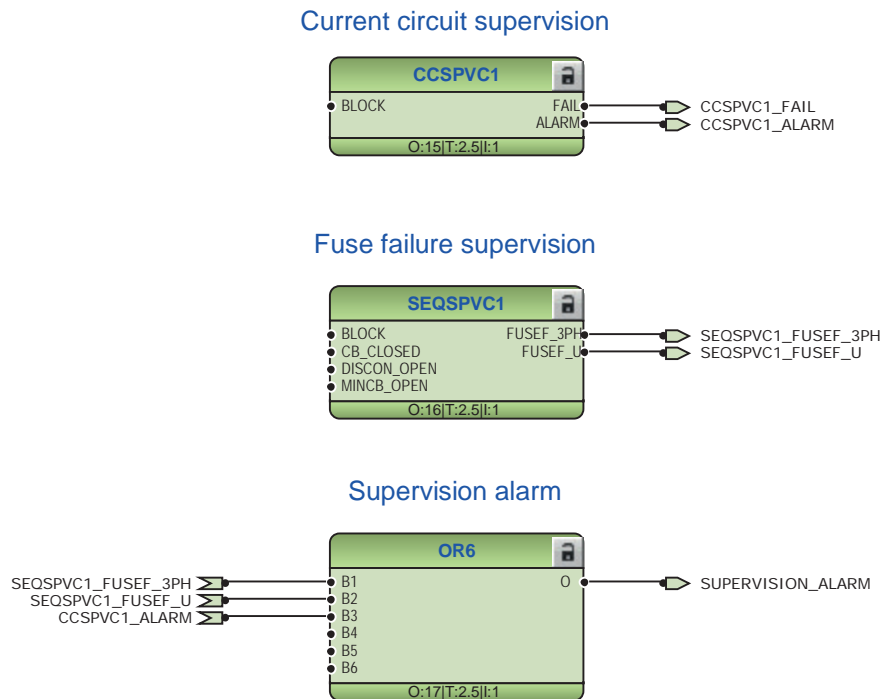 Current circuit supervision
CCSPVC1
BLOCK FAIL CCSPVC1_FAIL
ALARM CCSPVC1_ALARM
O:15|T:2.5|I:1
Fuse failure supervision
SEQSPVC1
BLOCK FUSEF_3PH SEQSPVC1_FUSEF_3PH
CB_CLOSED FUSEF_U SEQSPVC1_FUSEF_U
DISCON_OPEN
MINCB_OPEN
O:16|T:2.5|I:1
Supervision alarm
OR6
SEQSPVC1_FUSEF_3PH B1 O SUPERVISION_ALARM
SEQSPVC1_FUSEF_U B2
CCSPVC1_ALARM B3
B4
B5
B6
O:17|T:2.5|I:1